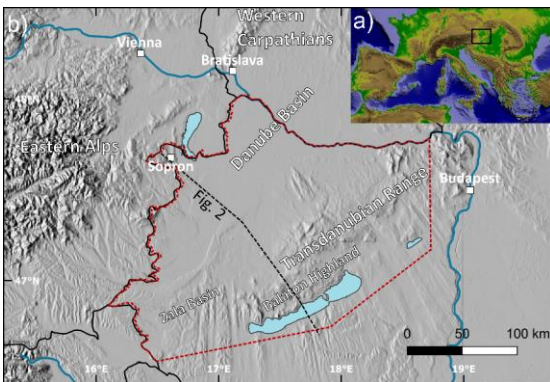 b)
a)
Western
Carpathians
Vienna
Bratislava
Eastern Alps
Danube Basin
Sopron
Fig. 2
Transdanubian Range
Budapest
Balaton Highland
Zala Basin
47°N
0 50 100 km
16°E
17°E
18°E
19°E